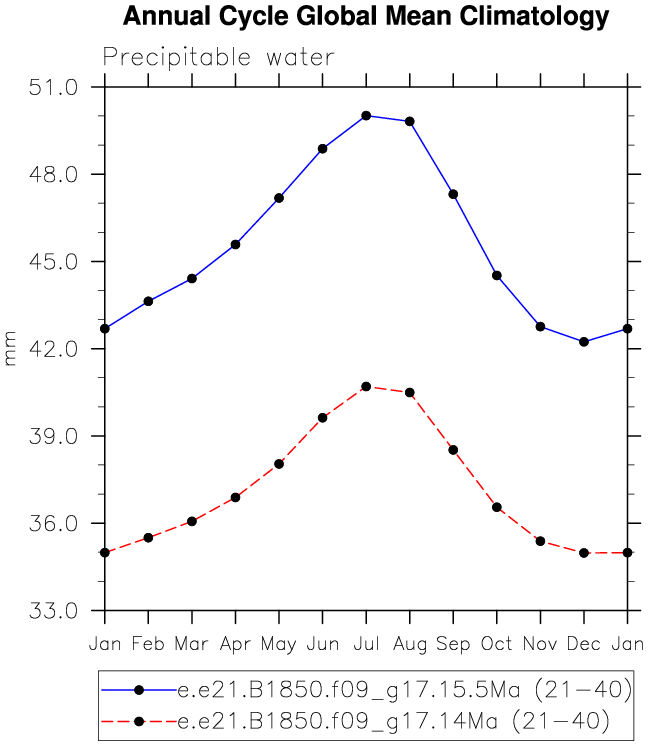 Annual Cycle Global Mean Climatology
Precipitable water
51.0
48.0
45.0
42.0
39.0
36.0
33.0
mm
Jan Feb Mar Apr May Jun Jul Aug Sep Oct Nov Dec Jan
e.e21.B1850.f09_g17.15.5Ma (21-40)
e.e21.B1850.f09_g17.14Ma (21-40)